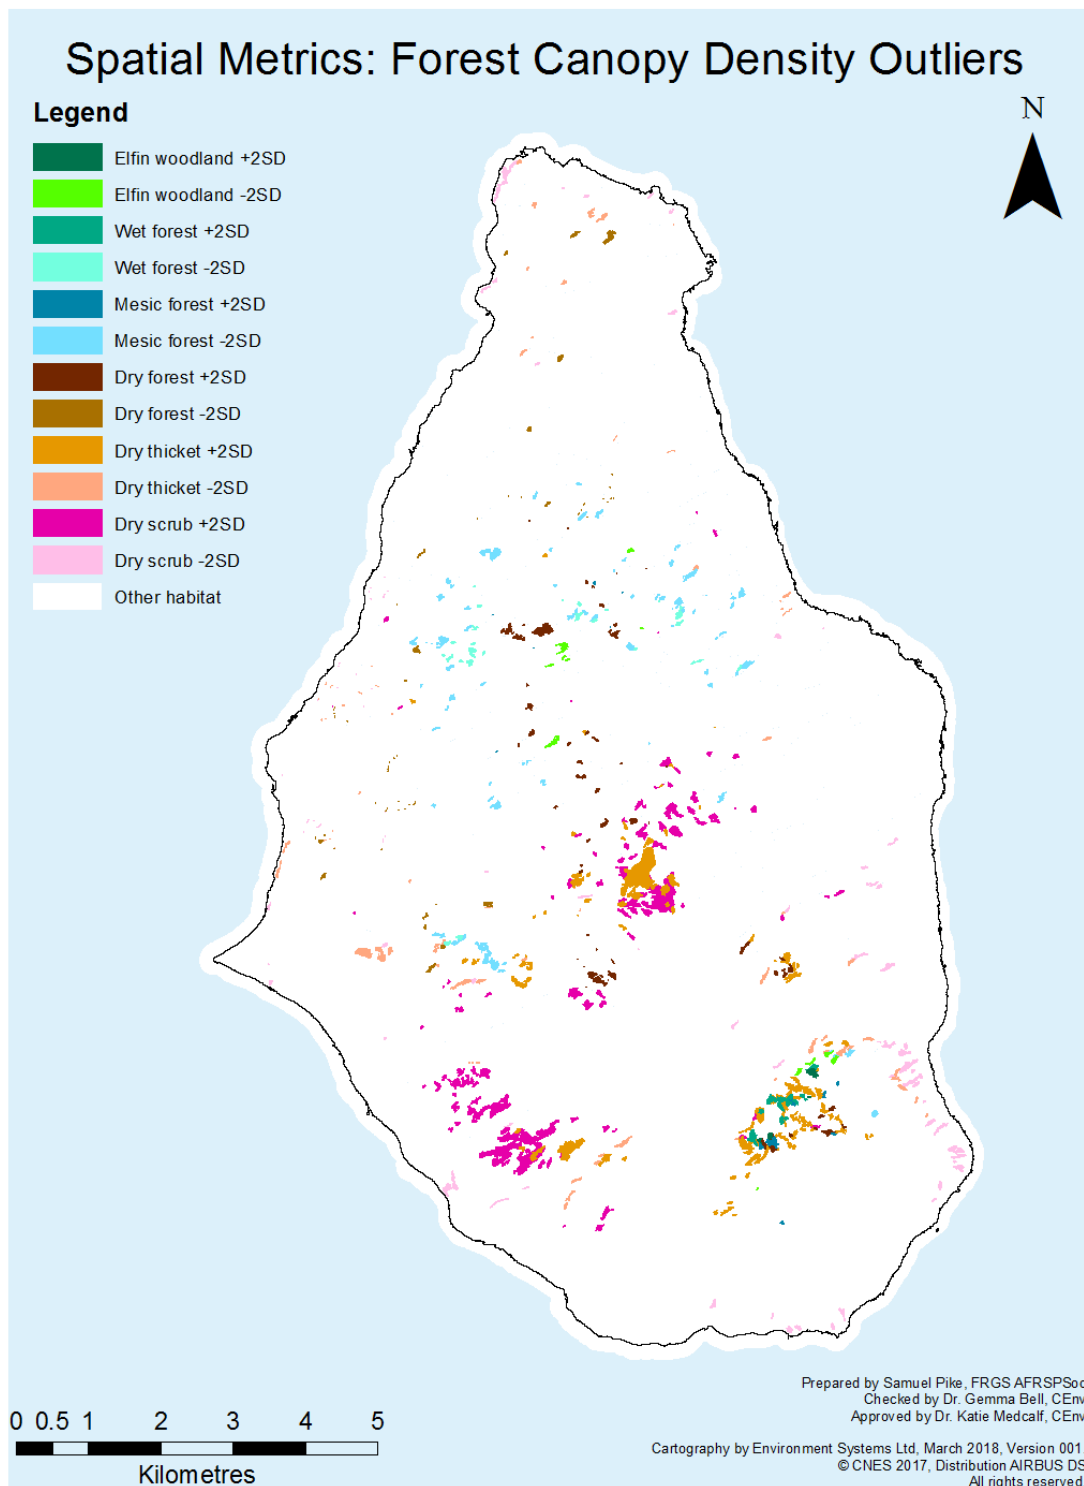 Spatial Metrics: Forest Canopy Density Outliers
Legend
N
Elfin woodland +2SD
Elfin woodland -2SD
Wet forest +2SD
Wet forest -2SD
Mesic forest +2SD
Mesic forest -2SD
Dry forest +2SD
Dry forest -2SD
Dry thicket +2SD
Dry thicket -2SD
Dry scrub +2SD
Dry scrub -2SD
Other habitat
Prepared by Samuel Pike, FRGS AFRSPSoc
Checked by Dr. Gemma Bell, CEnv
Approved by Dr. Katie Medcalf, CEnv
0 0.5 1 2 3 4 5
Kilometres
Cartography by Environment Systems Ltd, March 2018, Version 001.
© CNES 2017, Distribution AIRBUS DS
All rights reserved.